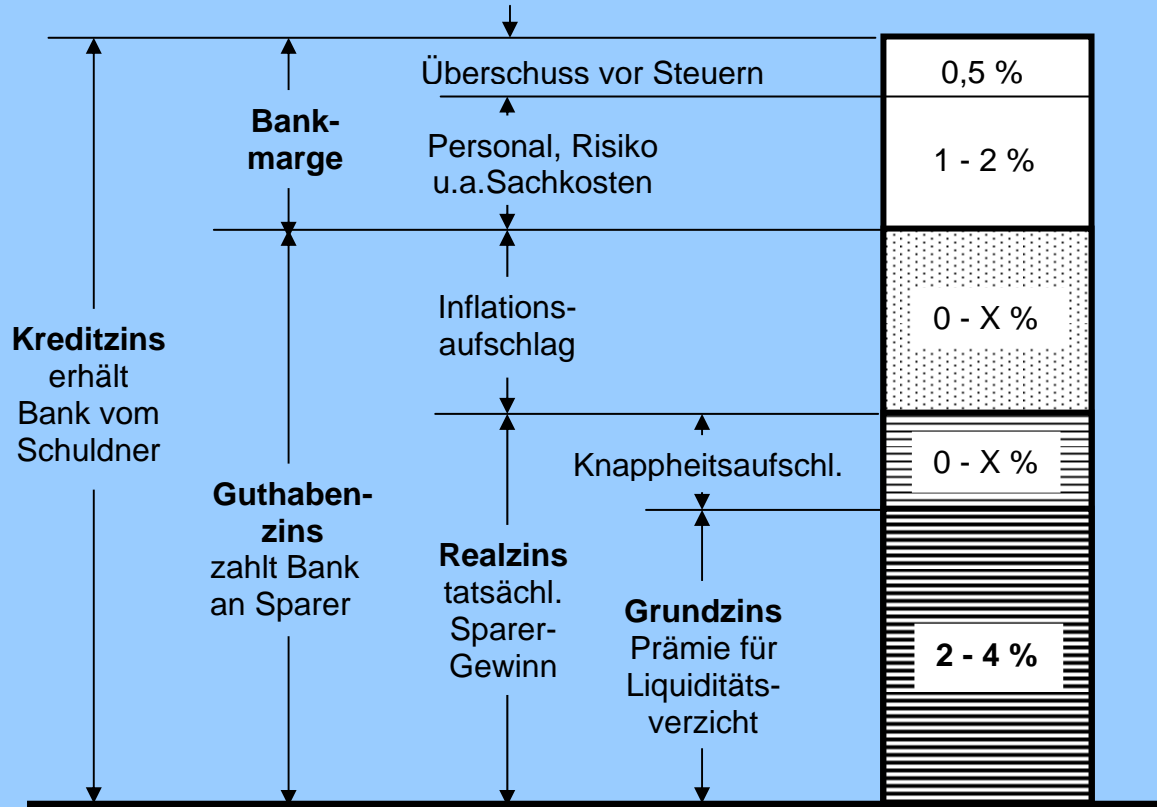 Überschuss vor Steuern
0,5 %
Bank-
marge
Personal, Risiko
u.a.Sachkosten
1 - 2 %
Inflations-
aufschlag
0 - X %
Kreditzins
erhält
Bank vom
Schuldner
Knappheitsaufschl.
0 - X %
Guthaben-
zins
zahlt Bank
an Sparer
Realzins
tatsächl.
Sparer-
Gewinn
Grundzins
Prämie für
Liquiditäts-
verzicht
2 - 4 %